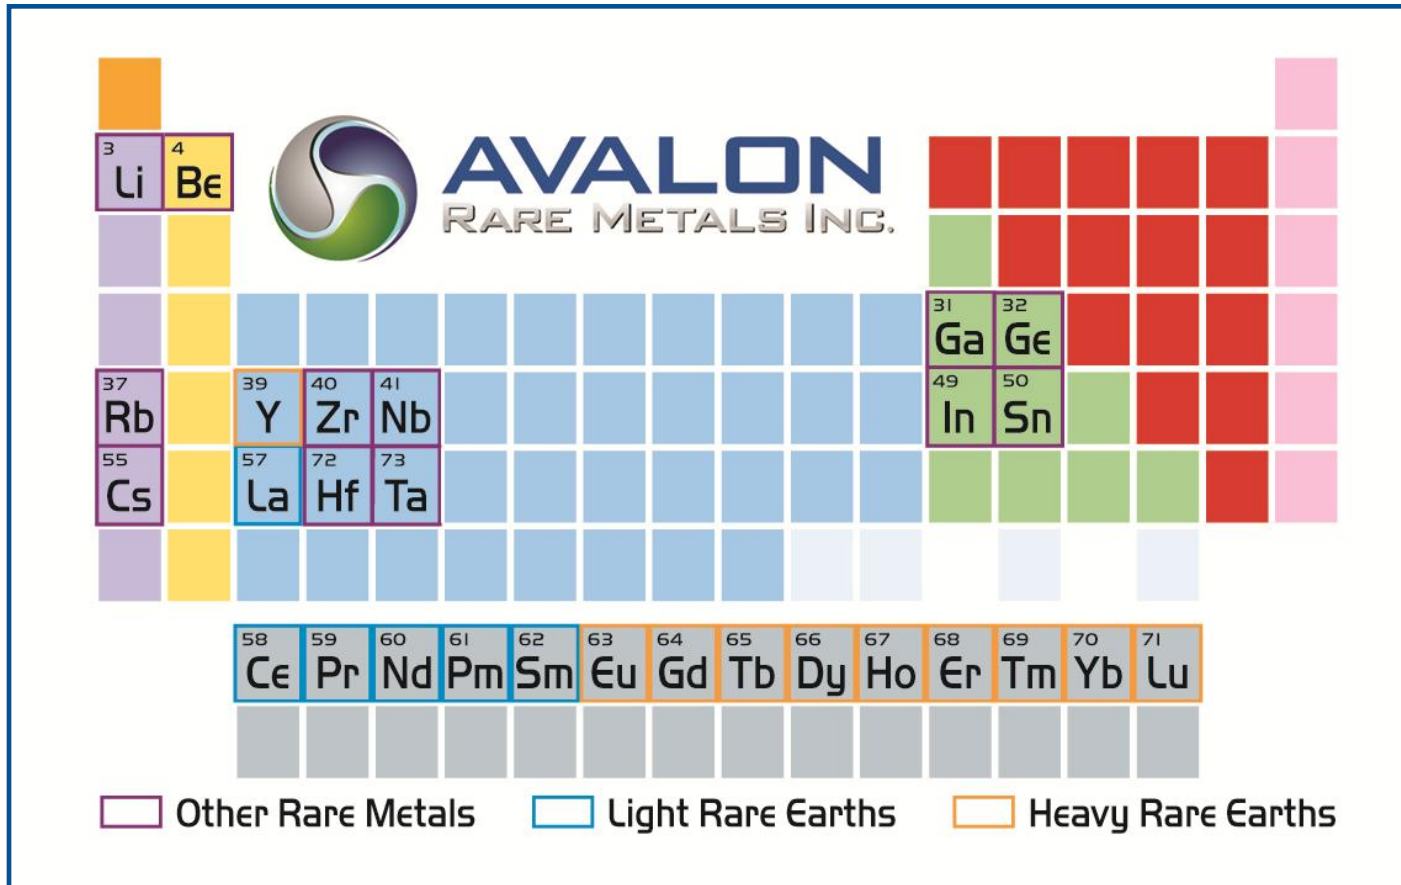 AVALON
RARE METALS INC.
3 4
Li Be
31 32
Ga Ge
37 39 40 41 49 50
Rb Y Zr Nb In Sn
55 57 72 73
Cs La Hf Ta
58 59 60 61 62 63 64 65 66 67 68 69 70 71
Ce Pr Nd Pm Sm Eu Gd Tb Dy Ho Er Tm Yb Lu
Other Rare Metals Light Rare Earths Heavy Rare Earths